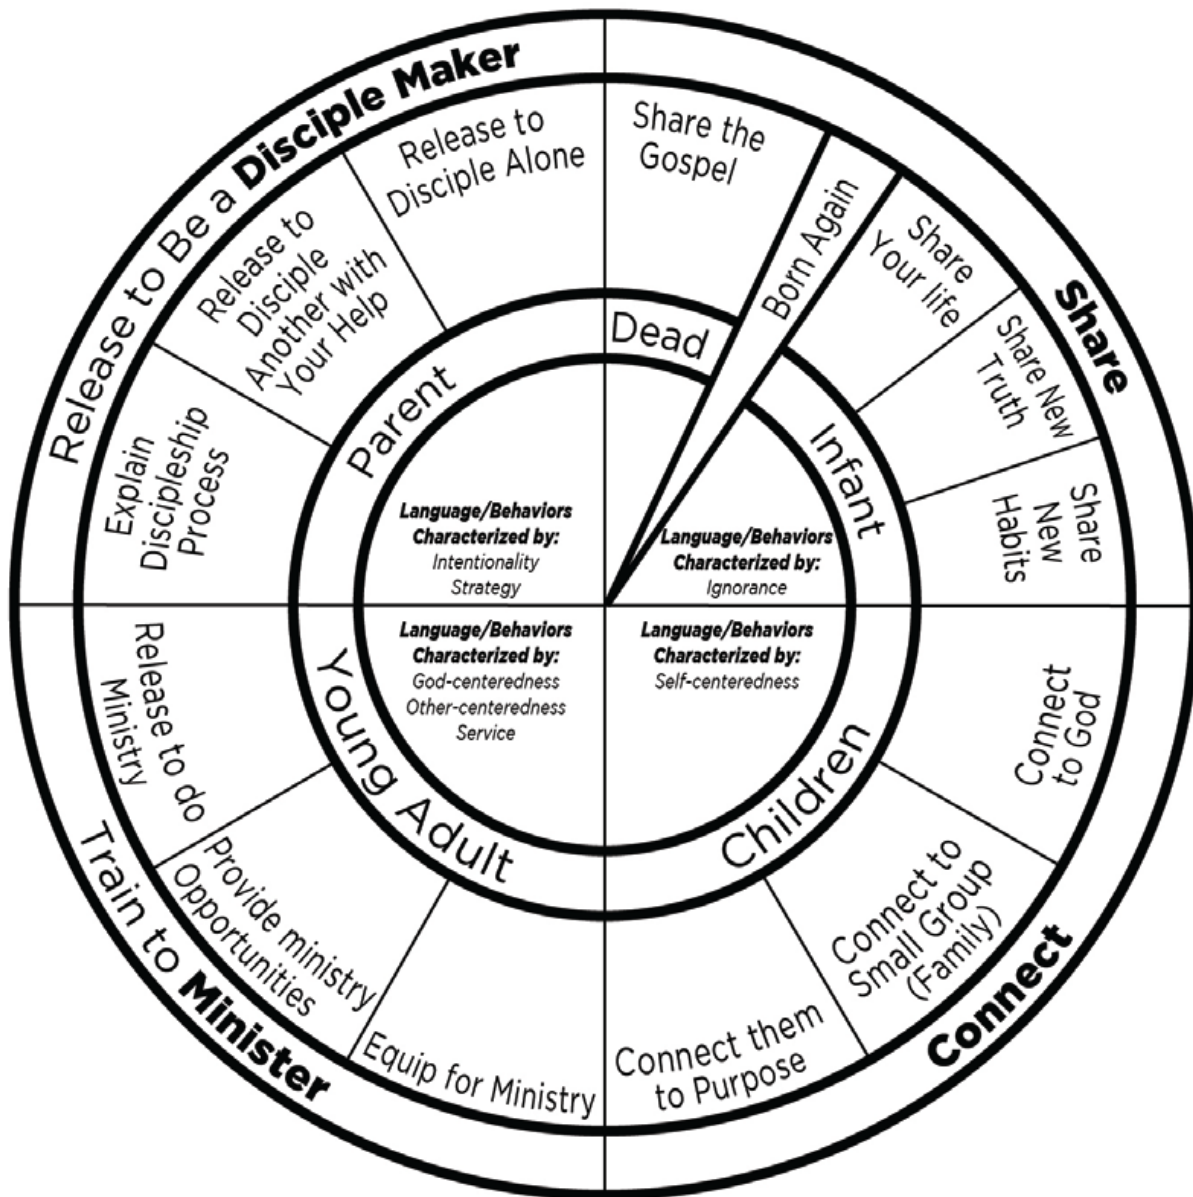 Share
Share the
Gospel
Born Again
Share
Your life
Share New
Truth
Share
New
Habits
Dead
Infant
Language/Behaviors
Characterized by:
Ignorance
Connect
Connect
to God
Connect to
Small Group
(Family)
Connect them
to Purpose
Children
Language/Behaviors
Characterized by:
Self-centeredness
Train to Minister
Equip for Ministry
Provide ministry
Opportunities
Release to do
Ministry
Young Adult
Language/Behaviors
Characterized by:
God-centeredness
Other-centeredness
Service
Release to Be a Disciple Maker
Explain
Discipleship
Process
Release to
Disciple
Another with
Your Help
Release to
Disciple Alone
Parent
Language/Behaviors
Characterized by:
Intentionality
Strategy